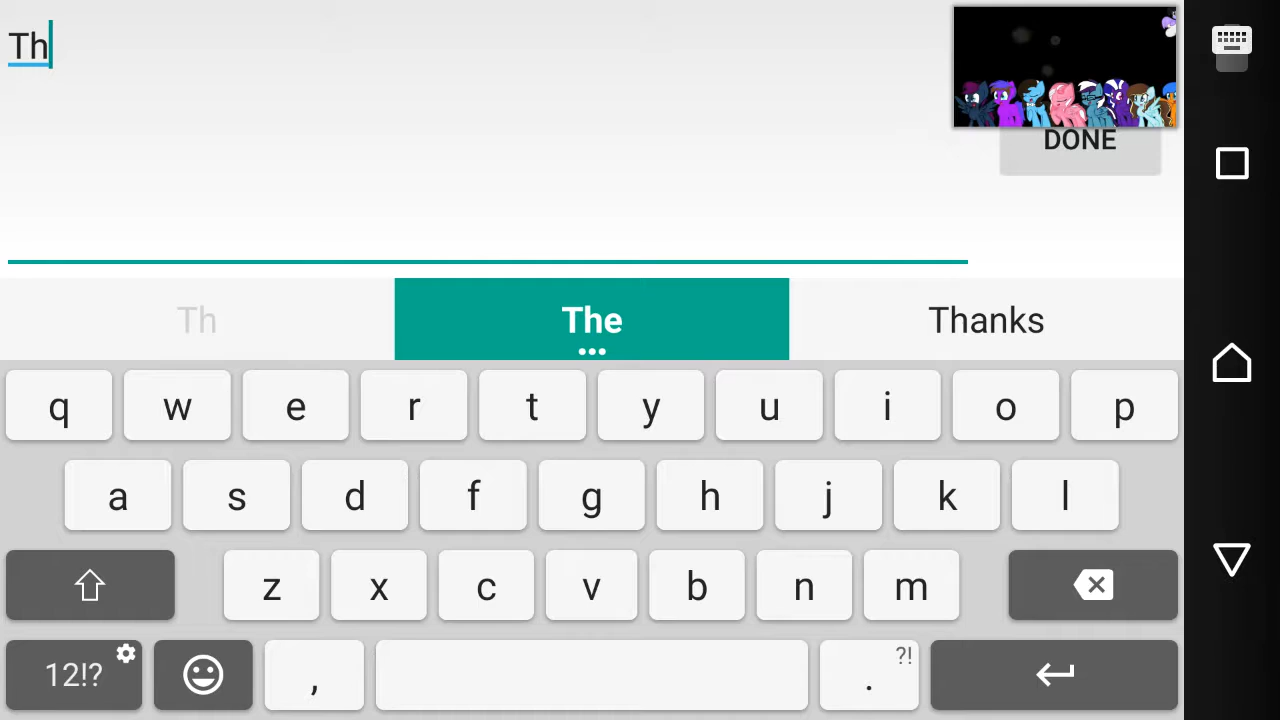 Th
DONE
Th The Thanks
q w e r t y u i o p
a s d f g h j k l
z x c v b n m
12!? , . ?!